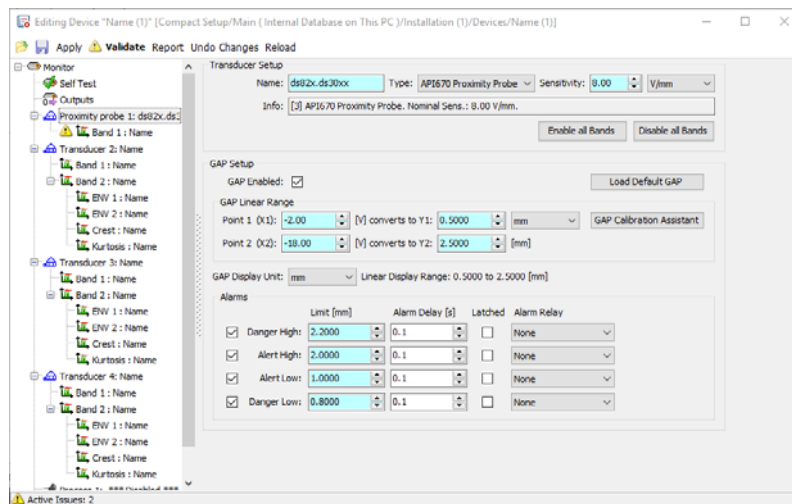 Editing Device "Name (1)" [Compact Setup/Main ( Internal Database on This PC )/Installation (1)/Devices/Name (1)]
Apply Validate Report Undo Changes Reload
Monitor
Self Test
Outputs
Proximity probe 1: ds82x.ds3
Band 1 : Name
Transducer 2: Name
Band 1 : Name
Band 2 : Name
ENV 1 : Name
ENV 2 : Name
Crest : Name
Kurtosis : Name
Transducer 3: Name
Band 1 : Name
Band 2 : Name
ENV 1 : Name
ENV 2 : Name
Crest : Name
Kurtosis : Name
Transducer 4: Name
Band 1 : Name
Band 2 : Name
ENV 1 : Name
ENV 2 : Name
Crest : Name
Kurtosis : Name
Transducer Setup
Name: ds82x.ds30xx Type: API670 Proximity Probe Sensitivity: 8.00 V/mm
Info: [3] API670 Proximity Probe. Nominal Sens.: 8.00 V/mm.
Enable all Bands Disable all Bands
GAP Setup
GAP Enabled: Load Default GAP
GAP Linear Range
Point 1 (X1): -2.00 [V] converts to Y1: 0.5000 mm GAP Calibration Assistant
Point 2 (X2): -18.00 [V] converts to Y2: 2.5000 [mm]
GAP Display Unit: mm Linear Display Range: 0.5000 to 2.5000 [mm]
Alarms
Limit [mm] Alarm Delay [s] Latched Alarm Relay
Danger High: 2.2000 0.1 None
Alert High: 2.0000 0.1 None
Alert Low: 1.0000 0.1 None
Danger Low: 0.8000 0.1 None
Active Issues: 2